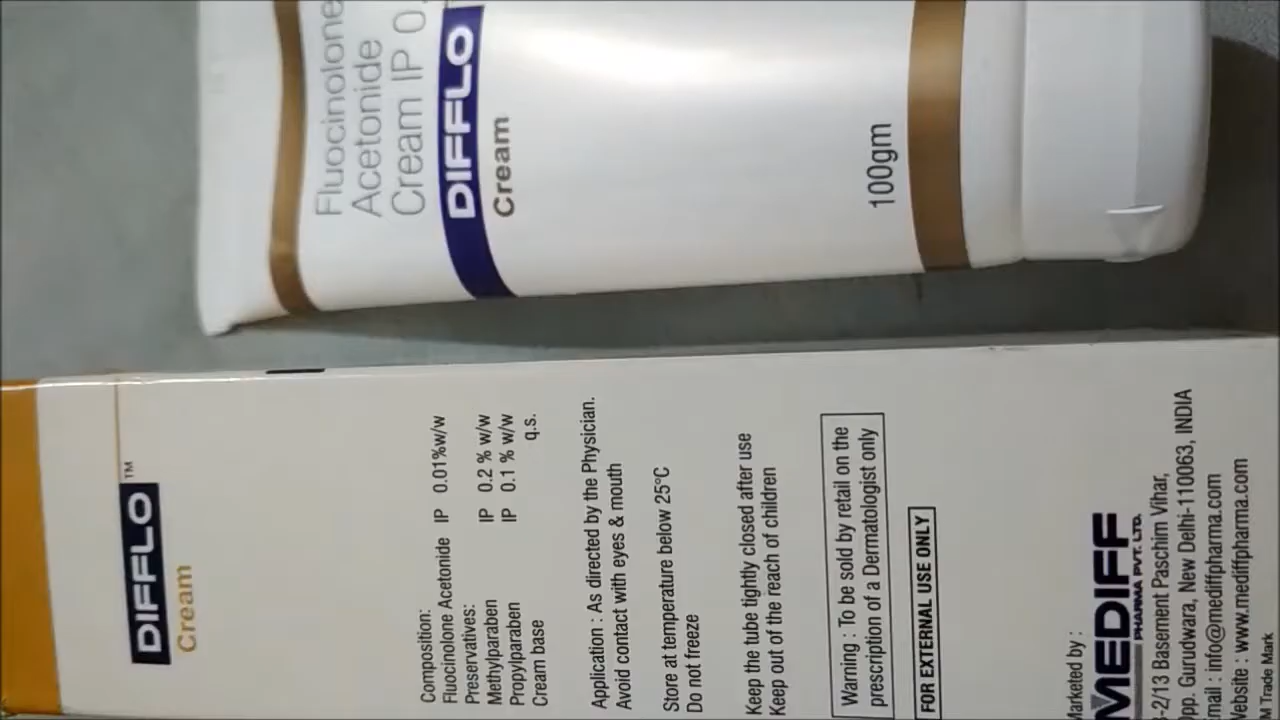 Fluocinolone
Acetonide
Cream IP 0.
DIFFLO
Cream
100gm
DIFFLO™
Cream
Composition:
Fluocinolone Acetonide IP 0.01%w/w
Preservatives:
Methylparaben IP 0.2 % w/w
Propylparaben IP 0.1 % w/w
Cream base q.s.
Application : As directed by the Physician.
Avoid contact with eyes & mouth
Store at temperature below 25°C
Do not freeze
Keep the tube tightly closed after use
Keep out of the reach of children
Warning : To be sold by retail on the
prescription of a Dermatologist only
FOR EXTERNAL USE ONLY
Marketed by :
MEDIFF
PHARMA PVT. LTD.
-2/13 Basement Paschim Vihar,
pp. Gurudwara, New Delhi-110063, INDIA
mail : info@mediffpharma.com
ebsite : www.mediffpharma.com
M Trade Mark